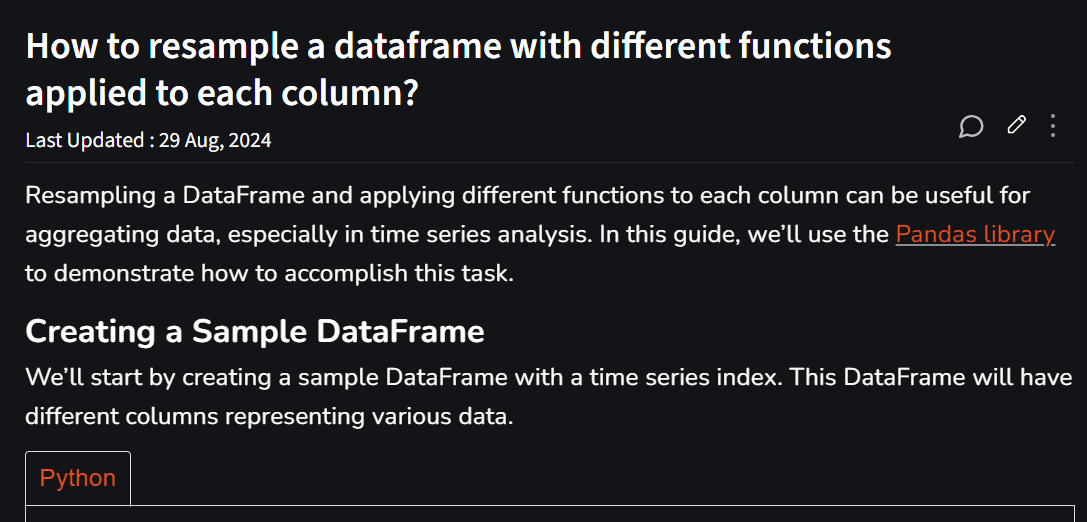 How to resample a dataframe with different functions
applied to each column?
Last Updated : 29 Aug, 2024
Resampling a DataFrame and applying different functions to each column can be useful for
aggregating data, especially in time series analysis. In this guide, we’ll use the Pandas library
to demonstrate how to accomplish this task.
Creating a Sample DataFrame
We’ll start by creating a sample DataFrame with a time series index. This DataFrame will have
different columns representing various data.
Python